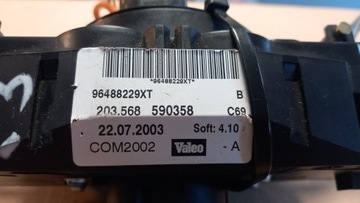 *96488229XT*
96488229XT B
203.568 590358 C69
22.07.2003 Soft: 4.10
COM2002 Valeo - A